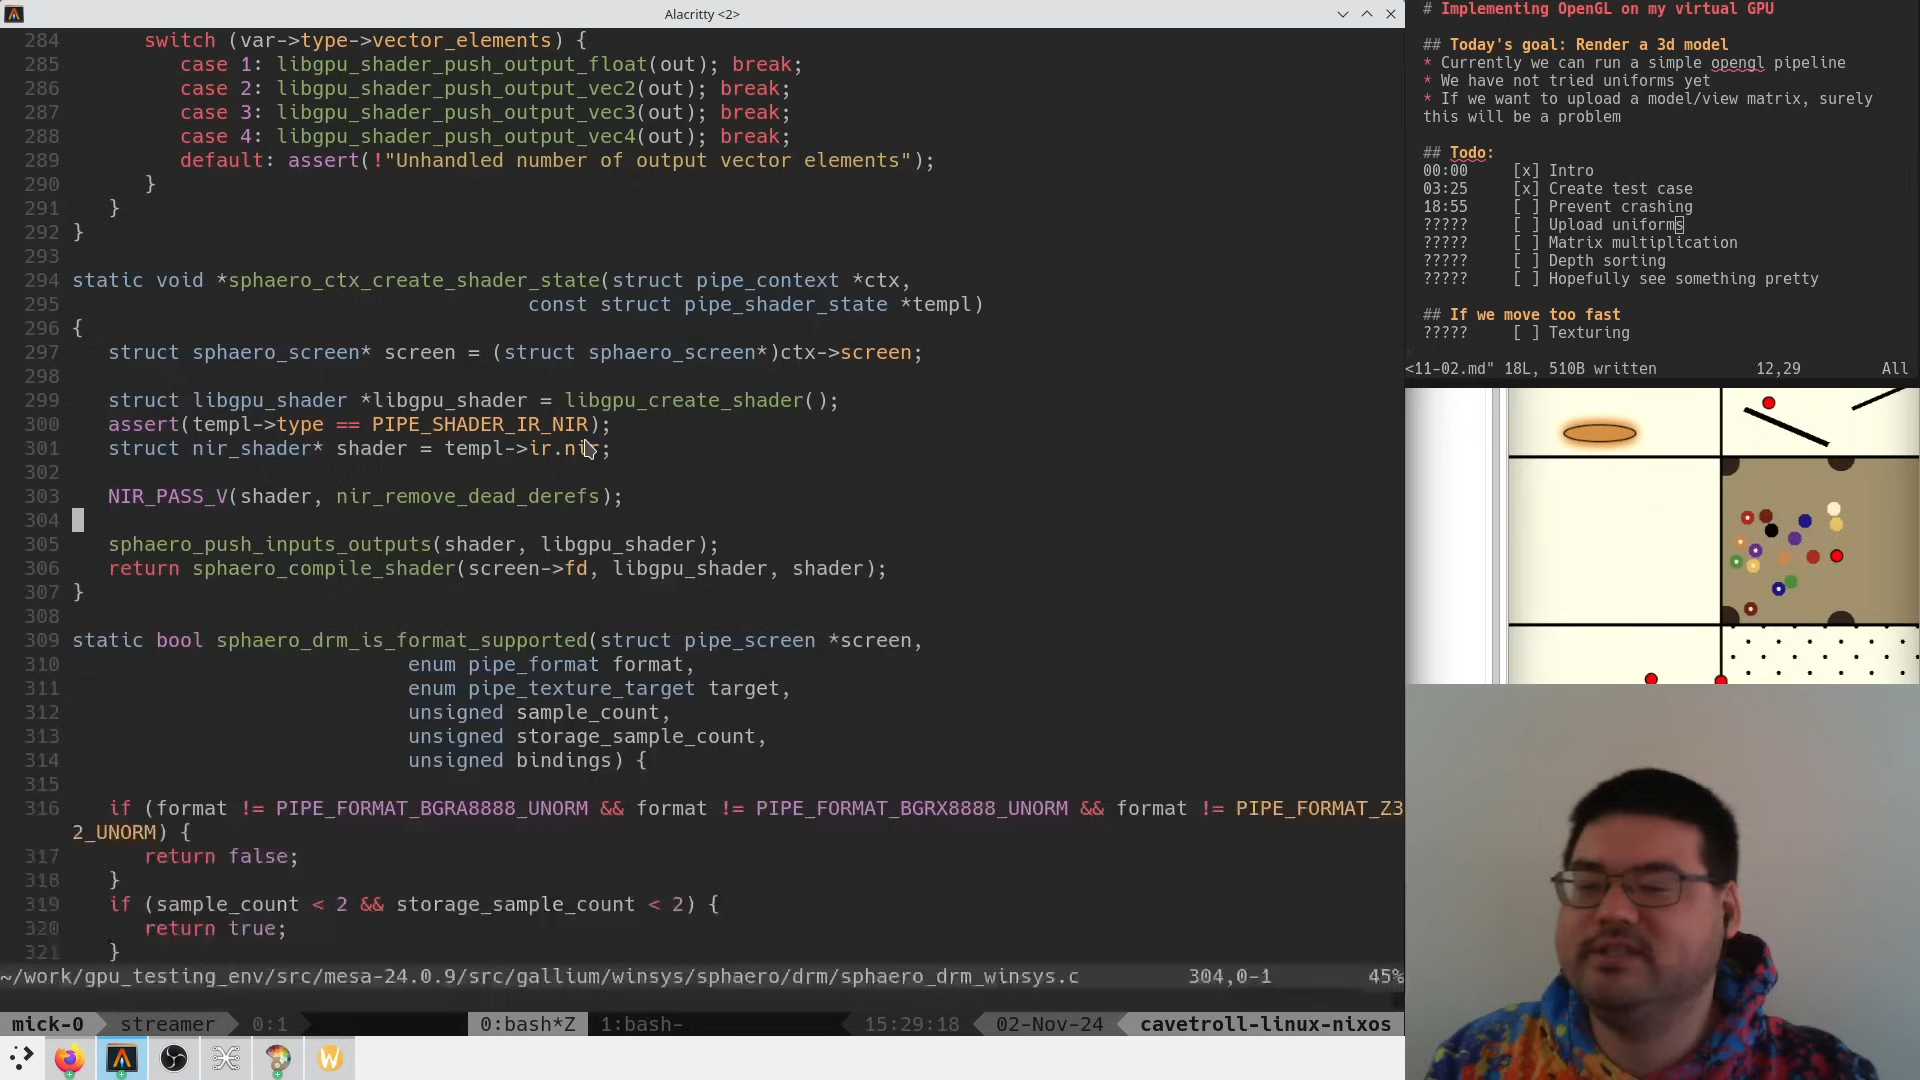 Alacritty <2>
284 switch (var->type->vector_elements) {
285 case 1: libgpu_shader_push_output_float(out); break;
286 case 2: libgpu_shader_push_output_vec2(out); break;
287 case 3: libgpu_shader_push_output_vec3(out); break;
288 case 4: libgpu_shader_push_output_vec4(out); break;
289 default: assert(!"Unhandled number of output vector elements");
290 }
291 }
292 }
293
294 static void *sphaero_ctx_create_shader_state(struct pipe_context *ctx,
295 const struct pipe_shader_state *templ)
296 {
297 struct sphaero_screen* screen = (struct sphaero_screen*)ctx->screen;
298
299 struct libgpu_shader *libgpu_shader = libgpu_create_shader();
300 assert(templ->type == PIPE_SHADER_IR_NIR);
301 struct nir_shader* shader = templ->ir.nir;
302
303 NIR_PASS_V(shader, nir_remove_dead_derefs);
304
305 sphaero_push_inputs_outputs(shader, libgpu_shader);
306 return sphaero_compile_shader(screen->fd, libgpu_shader, shader);
307 }
308
309 static bool sphaero_drm_is_format_supported(struct pipe_screen *screen,
310 enum pipe_format format,
311 enum pipe_texture_target target,
312 unsigned sample_count,
313 unsigned storage_sample_count,
314 unsigned bindings) {
315
316 if (format != PIPE_FORMAT_BGRA8888_UNORM && format != PIPE_FORMAT_BGRX8888_UNORM && format != PIPE_FORMAT_Z3
2_UNORM) {
317 return false;
318 }
319 if (sample_count < 2 && storage_sample_count < 2) {
320 return true;
321 }
~/work/gpu_testing_env/src/mesa-24.0.9/src/gallium/winsys/sphaero/drm/sphaero_drm_winsys.c 304,0-1 45%
mick-0 streamer 0:1 0:bash*Z 1:bash- 15:29:18 02-Nov-24 cavetroll-linux-nixos
# Implementing OpenGL on my virtual GPU
## Today's goal: Render a 3d model
* Currently we can run a simple opengl pipeline
* We have not tried uniforms yet
* If we want to upload a model/view matrix, surely
this will be a problem
## Todo:
00:00 [x] Intro
03:25 [x] Create test case
18:55 [ ] Prevent crashing
????? [ ] Upload uniforms
????? [ ] Matrix multiplication
????? [ ] Depth sorting
????? [ ] Hopefully see something pretty
## If we move too fast
????? [ ] Texturing
<11-02.md" 18L, 510B written 12,29 All